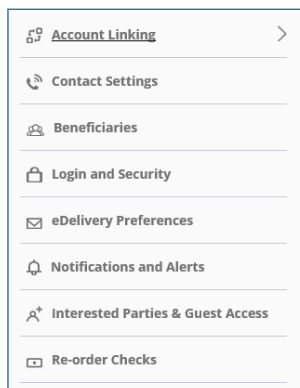 Account Linking
Contact Settings
Beneficiaries
Login and Security
eDelivery Preferences
Notifications and Alerts
Interested Parties & Guest Access
Re-order Checks